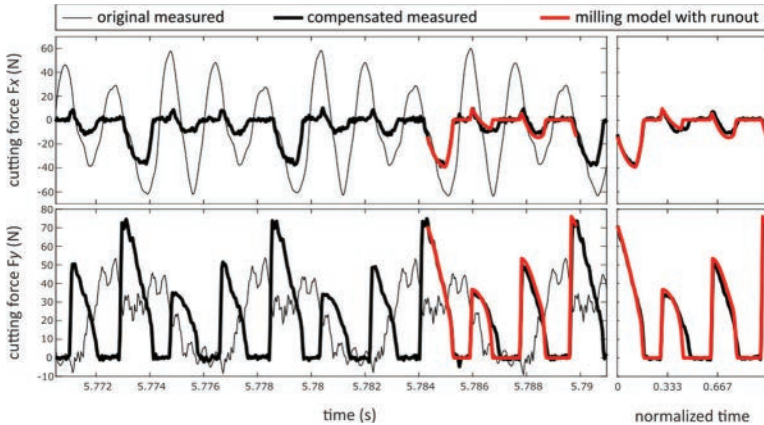 original measured compensated measured milling model with runout
cutting force Fx (N)
60
40
20
0
-20
-40
-60
cutting force Fy (N)
80
70
60
50
40
30
20
10
0
-10
5.772 5.774 5.776 5.778 5.78 5.782 5.784 5.786 5.788 5.79
0 0.333 0.667
time (s)
normalized time